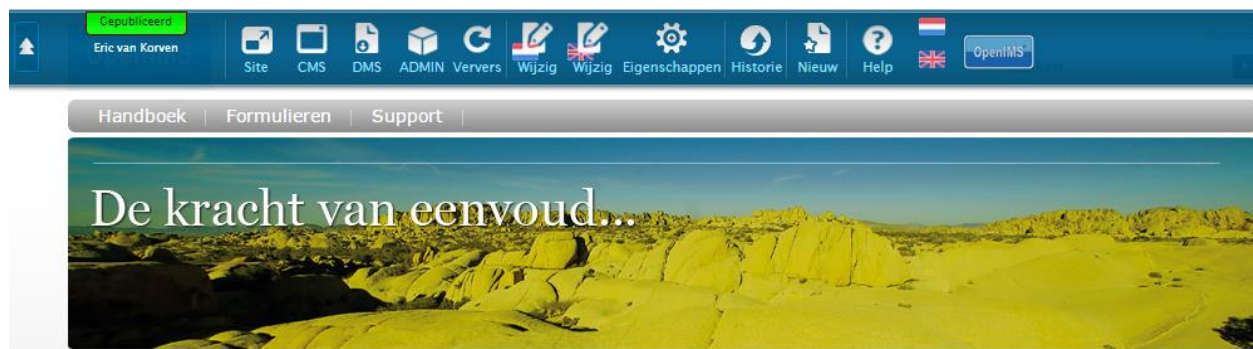 Gepubliceerd
Eric van Korven
Site CMS DMS ADMIN Ververs Wijzig Wijzig Eigenschappen Historie Nieuw Help OpenIMS
Handboek Formulieren Support
De kracht van eenvoud...